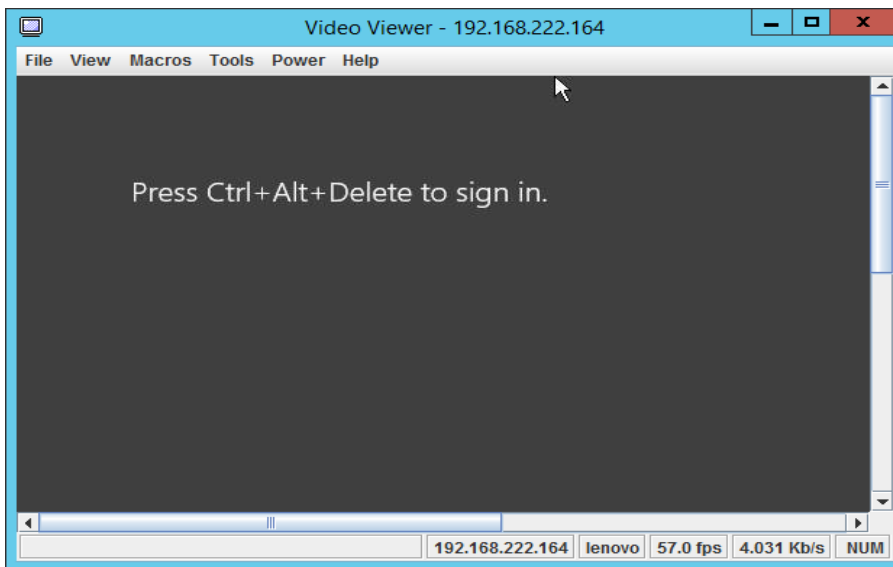 Video Viewer - 192.168.222.164
File View Macros Tools Power Help
Press Ctrl+Alt+Delete to sign in.
192.168.222.164 lenovo 57.0 fps 4.031 Kb/s NUM